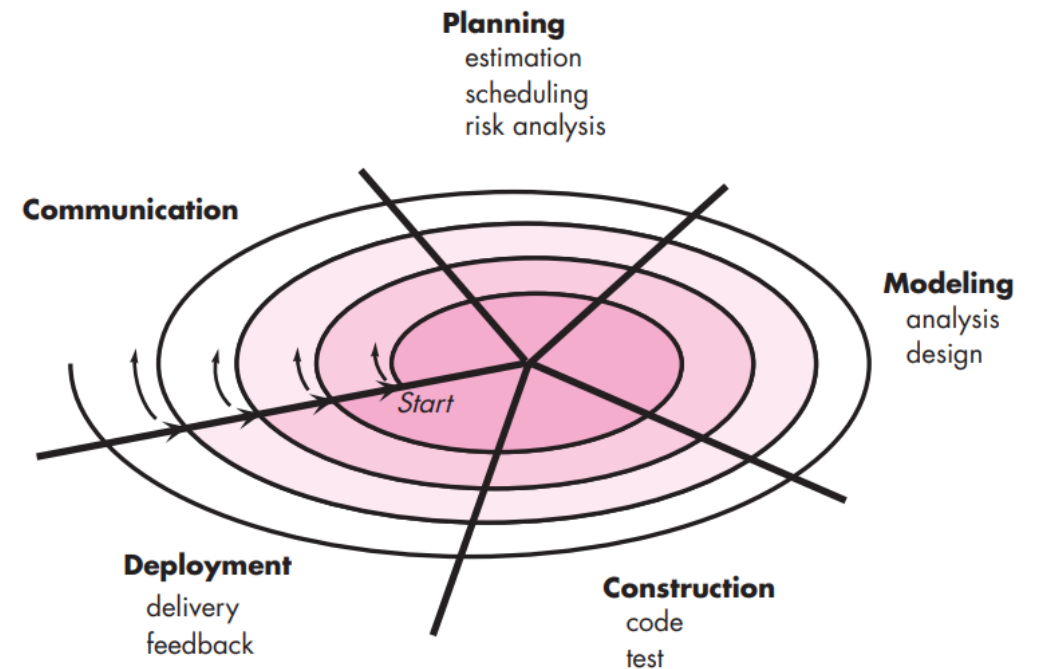 Planning
estimation
scheduling
risk analysis
Communication
Modeling
analysis
design
Start
Deployment
delivery
feedback
Construction
code
test